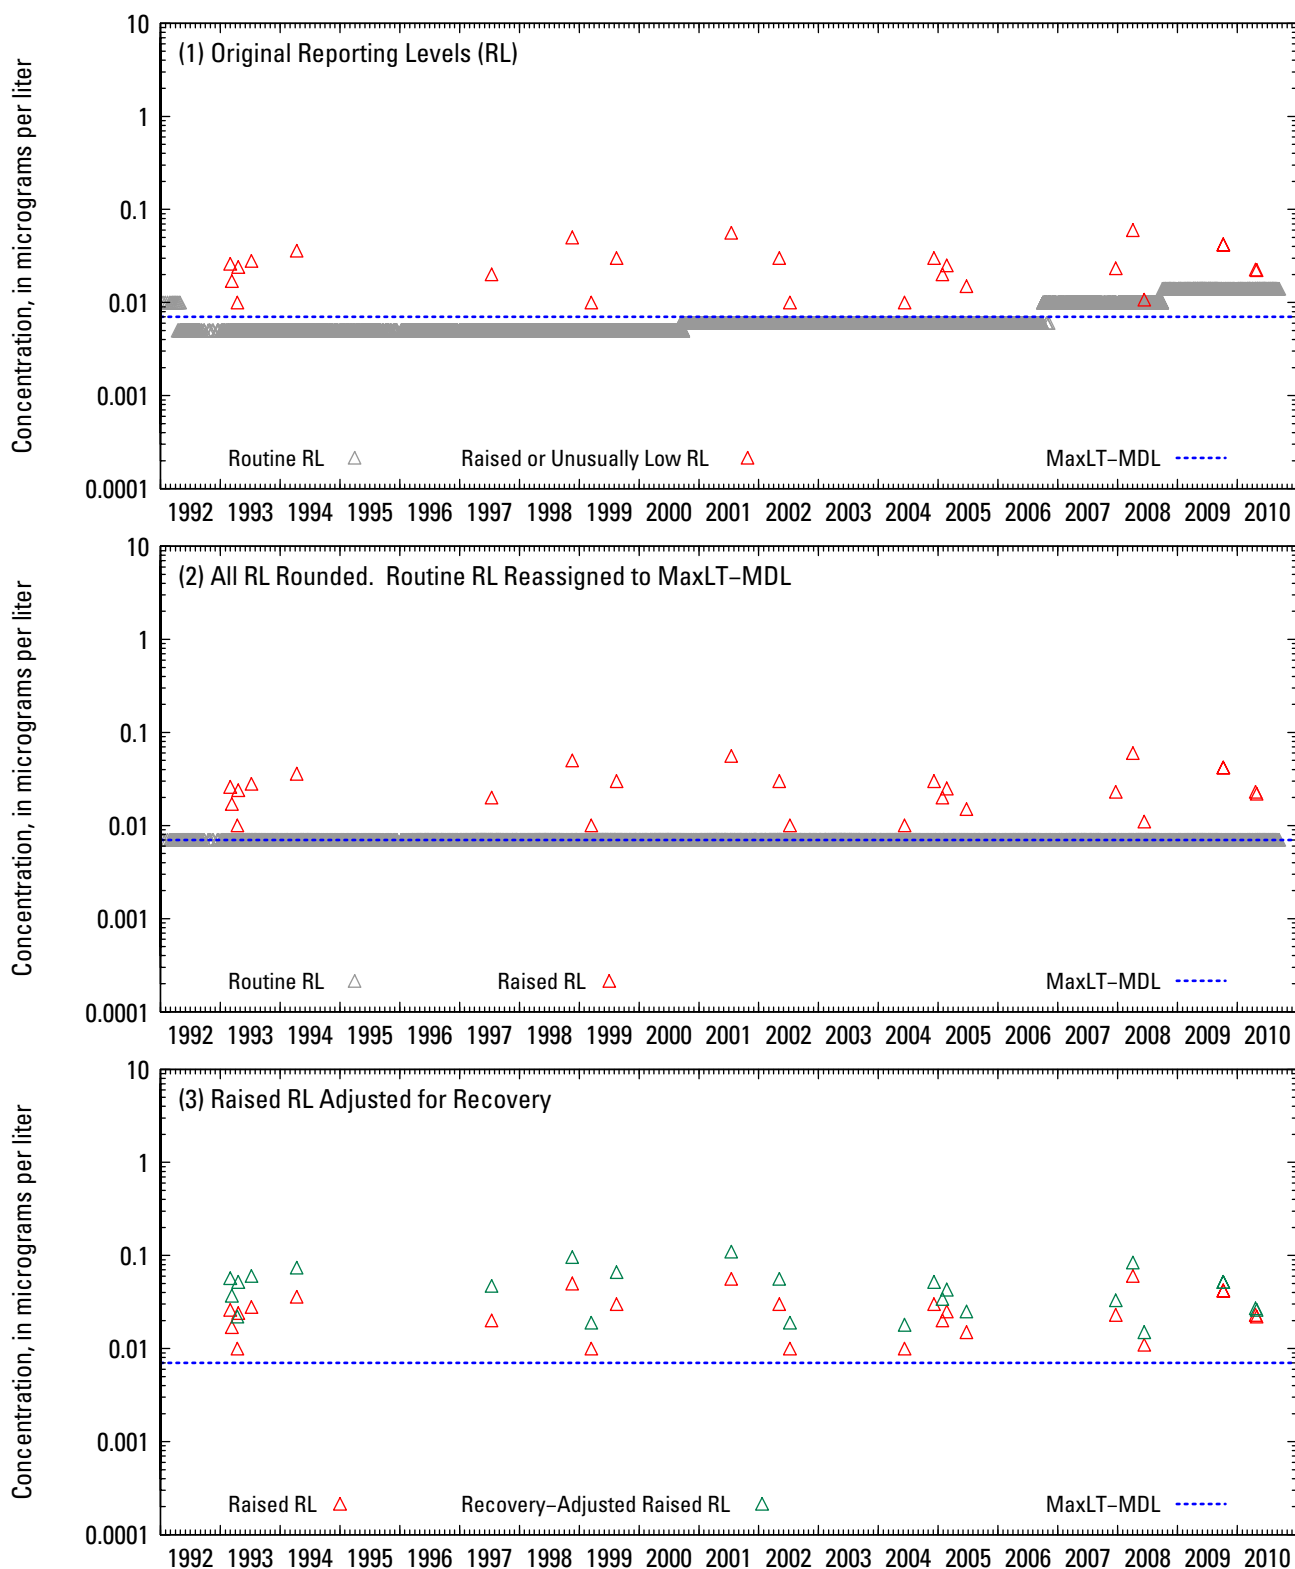 10
(1) Original Reporting Levels (RL)
1
0.1
0.01
0.001
0.0001
Concentration, in micrograms per liter
Routine RL Raised or Unusually Low RL MaxLT–MDL
1992 1993 1994 1995 1996 1997 1998 1999 2000 2001 2002 2003 2004 2005 2006 2007 2008 2009 2010
10
(2) All RL Rounded. Routine RL Reassigned to MaxLT–MDL
1
0.1
0.01
0.001
0.0001
Concentration, in micrograms per liter
Routine RL Raised RL MaxLT–MDL
1992 1993 1994 1995 1996 1997 1998 1999 2000 2001 2002 2003 2004 2005 2006 2007 2008 2009 2010
10
(3) Raised RL Adjusted for Recovery
1
0.1
0.01
0.001
0.0001
Concentration, in micrograms per liter
Raised RL Recovery–Adjusted Raised RL MaxLT–MDL
1992 1993 1994 1995 1996 1997 1998 1999 2000 2001 2002 2003 2004 2005 2006 2007 2008 2009 2010